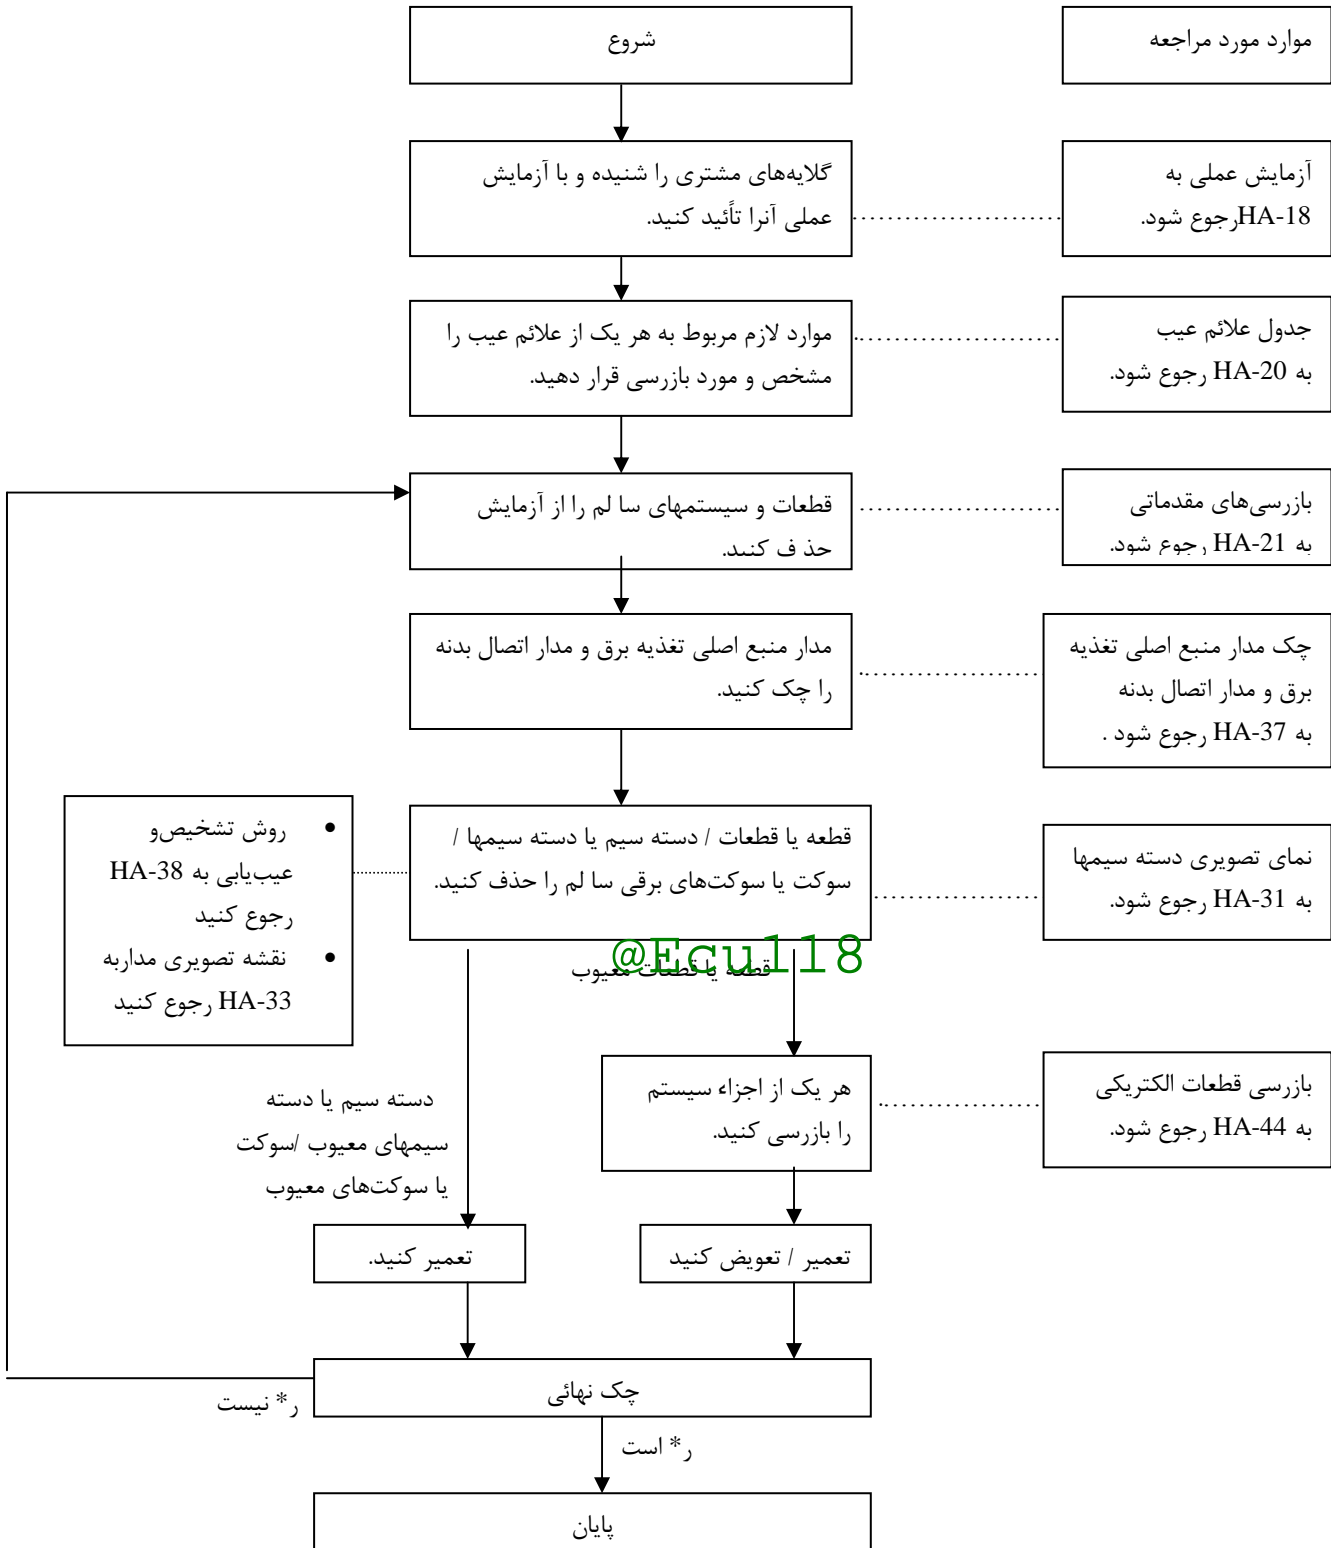 شروع
موارد مورد مراجعه
گلایه‌های مشتری را شنیده و با آزمایش
عملی آنرا تأئید کنید.
آزمایش عملی به
HA-18رجوع شود.
موارد لازم مربوط به هر یک از علائم عیب را
مشخص و مورد بازرسی قرار دهید.
جدول علائم عیب
به HA-20 رجوع شود.
قطعات و سیستمهای سا لم را از آزمایش
حذ ف کنید.
بازرسی‌های مقدماتی
به HA-21 رجوع شود.
مدار منبع اصلی تغذیه برق و مدار اتصال بدنه
را چک کنید.
چک مدار منبع اصلی تغذیه
برق و مدار اتصال بدنه
به HA-37 رجوع شود .
قطعه یا قطعات / دسته سیم یا دسته سیمها /
سوکت یا سوکت‌های برقی سا لم را حذف کنید.
نمای تصویری دسته سیمها
به HA-31 رجوع شود.
• روش تشخیص‌و
عیب‌یابی به HA-38
رجوع کنید
• نقشه تصویری مداربه
HA-33 رجوع کنید
@Ecu118
قطعه یا قطعات معیوب
هر یک از اجزاء سیستم
را بازرسی کنید.
بازرسی قطعات الکتریکی
به HA-44 رجوع شود.
دسته سیم یا دسته
سیمهای معیوب /سوکت
یا سوکت‌های معیوب
تعمیر / تعویض کنید
تعمیر کنید.
چک نهائی
ر* نیست
ر* است
پایان